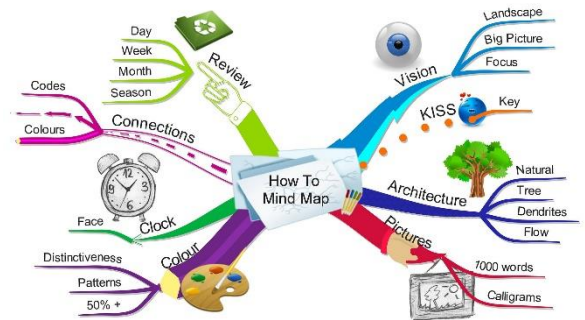 How To
Mind Map
Vision
Landscape
Big Picture
Focus
KISS
Key
Architecture
Natural
Tree
Dendrites
Flow
Pictures
1000 words
Calligrams
Colour
Distinctiveness
Patterns
50% +
Clock
Face
Connections
Codes
Colours
Review
Day
Week
Month
Season